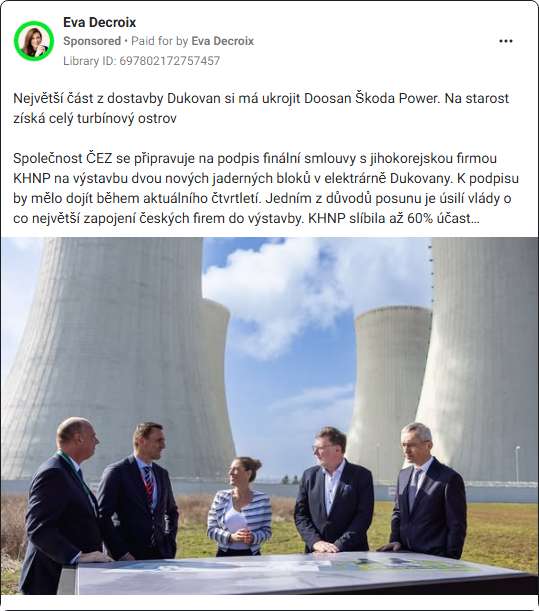 Eva Decroix
Sponsored • Paid for by Eva Decroix
Library ID: 697802172757457
Největší část z dostavby Dukovan si má ukrojit Doosan Škoda Power. Na starost
získá celý turbínový ostrov
Společnost ČEZ se připravuje na podpis finální smlouvy s jihokorejskou firmou
KHNP na výstavbu dvou nových jaderných bloků v elektrárně Dukovany. K podpisu
by mělo dojít během aktuálního čtvrtletí. Jedním z důvodů posunu je úsilí vlády o
co největší zapojení českých firem do výstavby. KHNP slíbila až 60% účast...